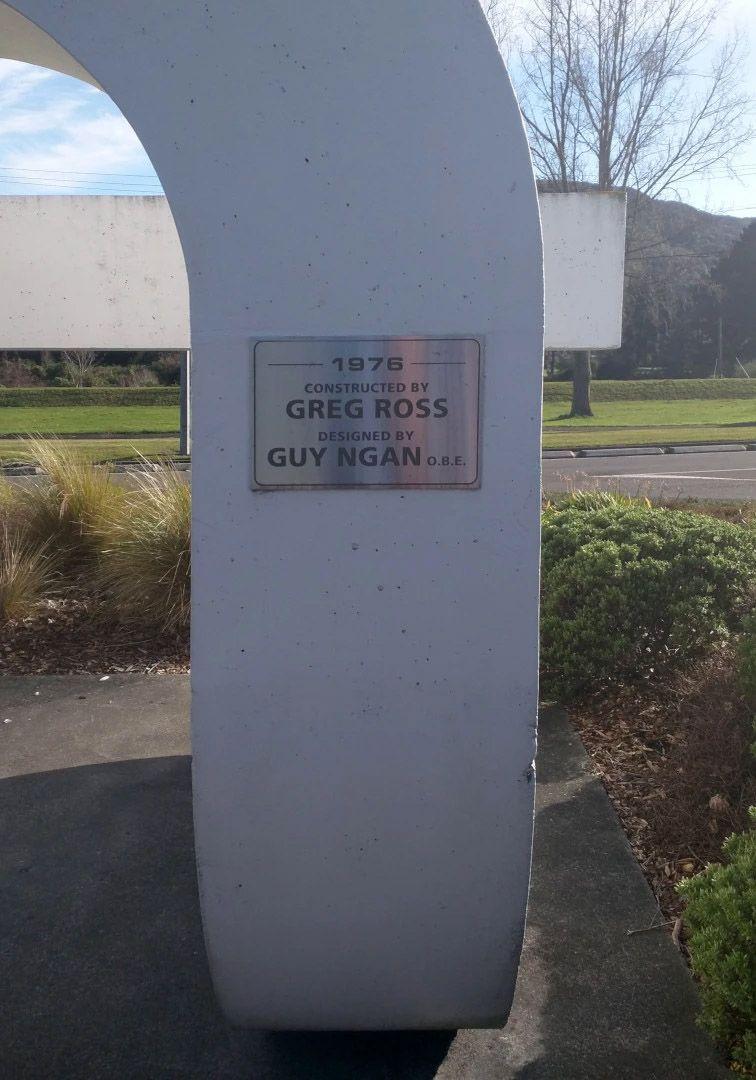 1976
CONSTRUCTED BY
GREG ROSS
DESIGNED BY
GUY NGAN O.B.E.